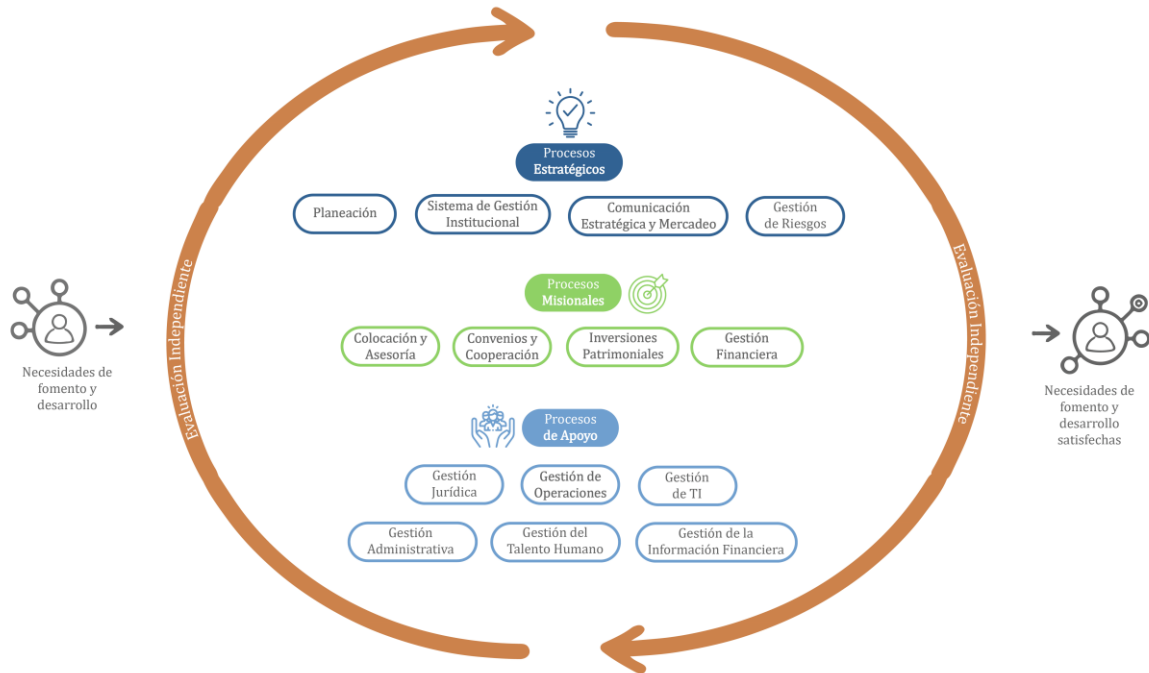 Procesos
Estratégicos
Planeación
Sistema de Gestión
Institucional
Comunicación
Estratégica y Mercadeo
Gestión
de Riesgos
Evaluación Independiente
Evaluación Independiente
Procesos
Misionales
Colocación y
Asesoría
Convenios y
Cooperación
Inversiones
Patrimoniales
Gestión
Financiera
Necesidades de
fomento y
desarrollo
Necesidades de
fomento y
desarrollo
satisfechas
Procesos
de Apoyo
Gestión
Jurídica
Gestión de
Operaciones
Gestión
de TI
Gestión
Administrativa
Gestión del
Talento Humano
Gestión de la
Información Financiera